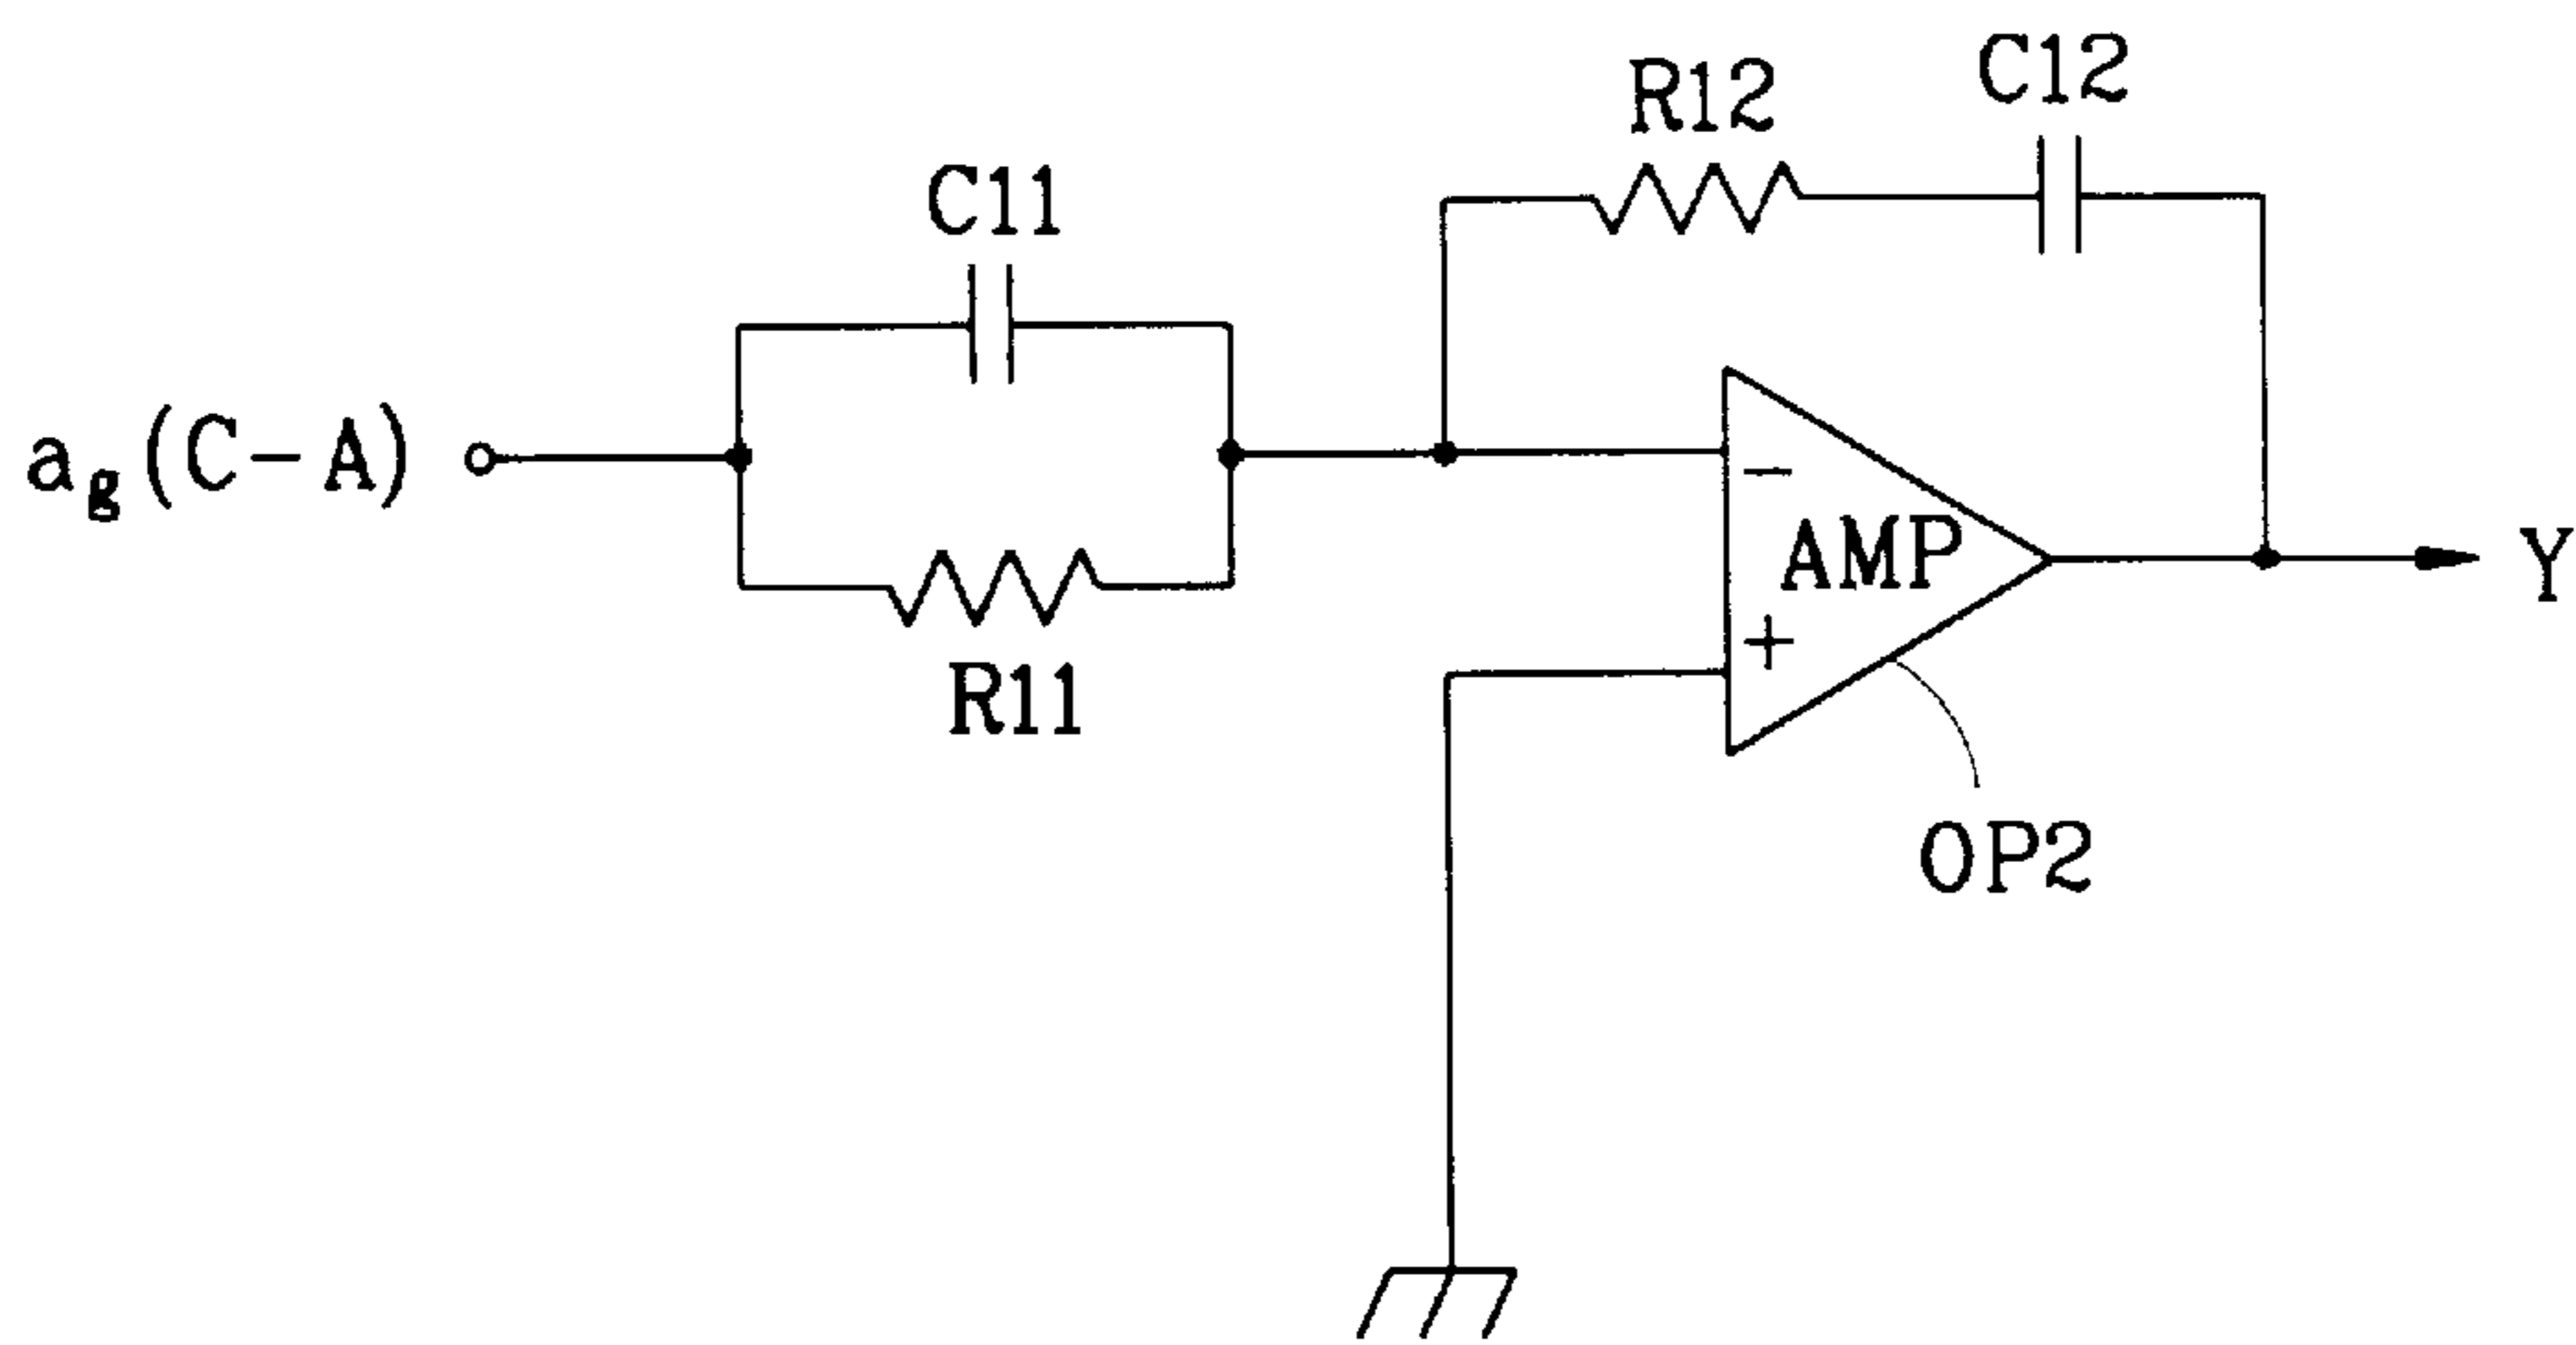 R12
C12
C11
a_g(C-A)
R11
−
AMP
+
Y
OP2